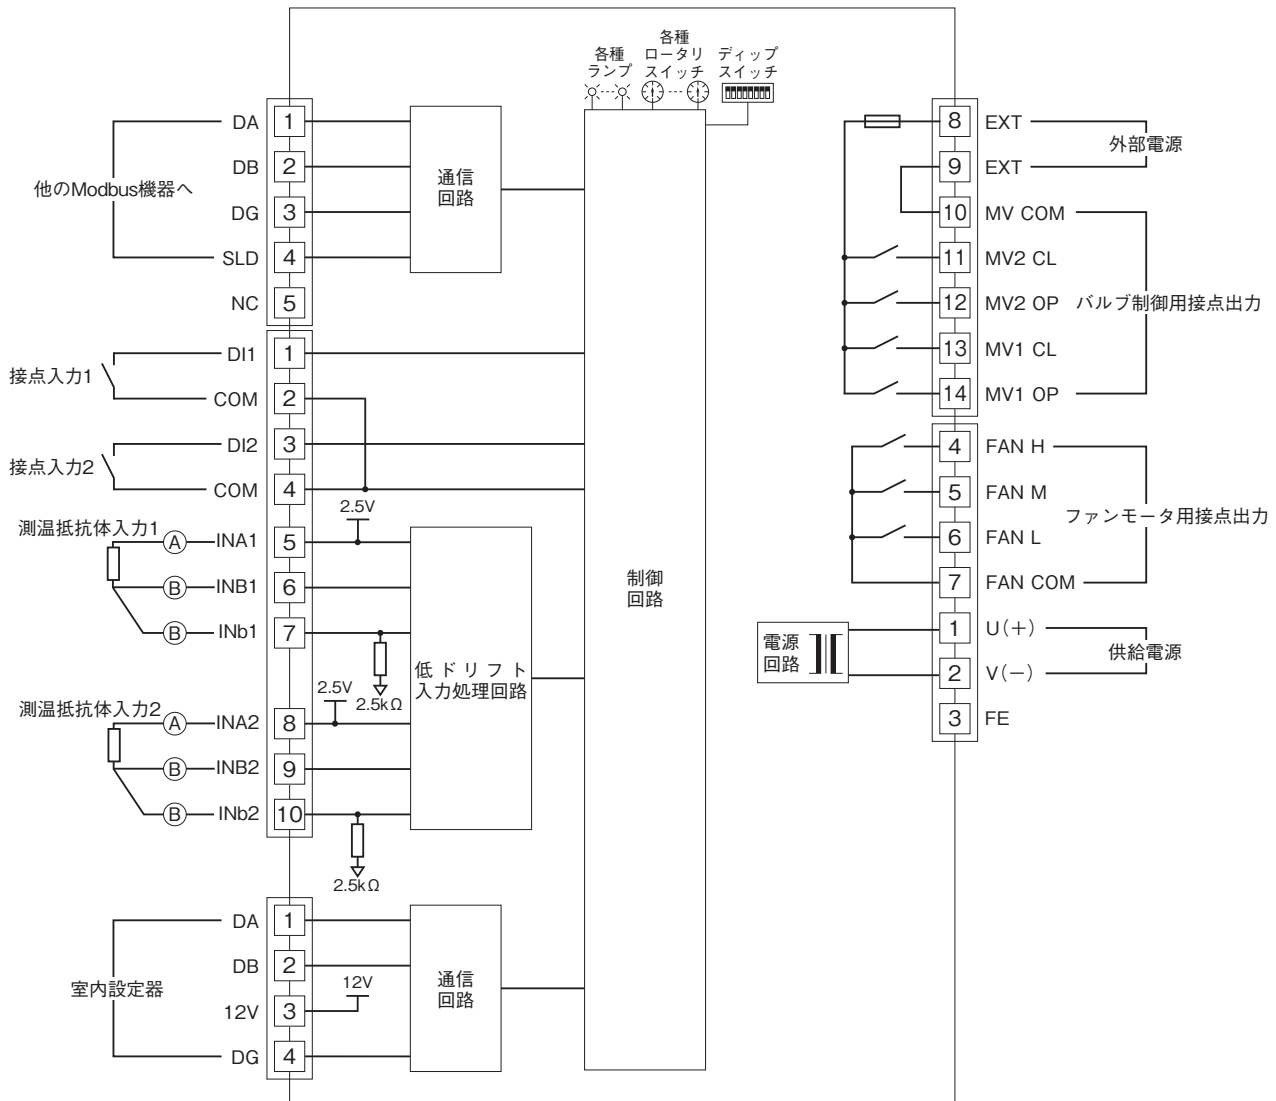 各種
ランプ
各種
ロータリ
スイッチ
ディップ
スイッチ
他のModbus機器へ
DA 1
DB 2
DG 3
SLD 4
NC 5
通信
回路
接点入力1
DI1 1
COM 2
接点入力2
DI2 3
COM 4
測温抵抗体入力1
2.5V
A INA1 5
B INB1 6
B INb1 7
2.5kΩ
測温抵抗体入力2
2.5V
A INA2 8
B INB2 9
B INb2 10
2.5kΩ
低ドリフト
入力処理回路
制御
回路
室内設定器
DA 1
DB 2
12V 3
12V
DG 4
通信
回路
8 EXT
9 EXT
外部電源
10 MV COM
11 MV2 CL
12 MV2 OP
バルブ制御用接点出力
13 MV1 CL
14 MV1 OP
4 FAN H
5 FAN M
ファンモータ用接点出力
6 FAN L
7 FAN COM
電源
回路
1 U(+)
供給電源
2 V(−)
3 FE